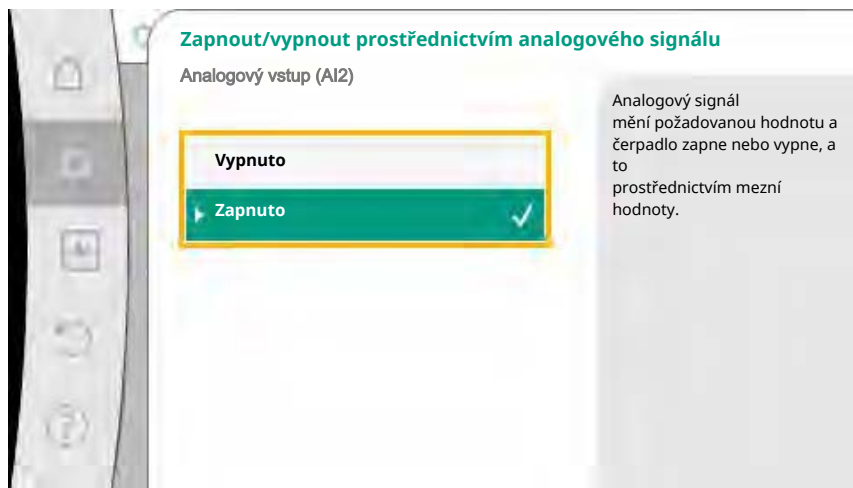 Zapnout/vypnout prostřednictvím analogového signálu
Analogový vstup (AI2)
Vypnuto
Zapnuto
Analogový signál
mění požadovanou hodnotu a
čerpadlo zapne nebo vypne, a
to
prostřednictvím mezní
hodnoty.